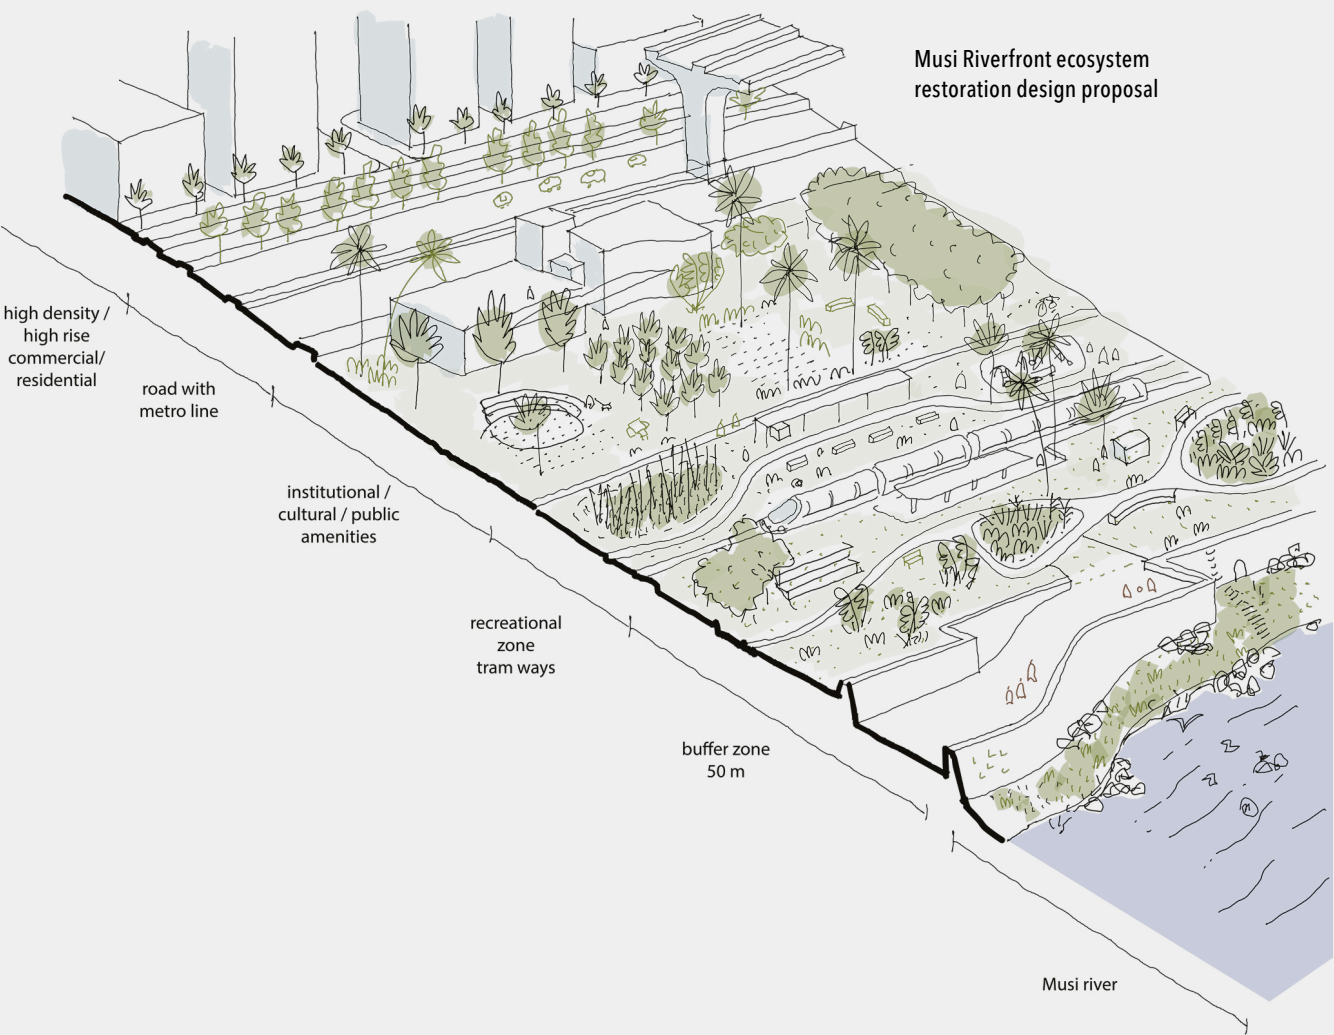 Musi Riverfront ecosystem
restoration design proposal
high density /
high rise
commercial/
residential
road with
metro line
institutional /
cultural / public
amenities
recreational
zone
tram ways
buffer zone
50 m
Musi river